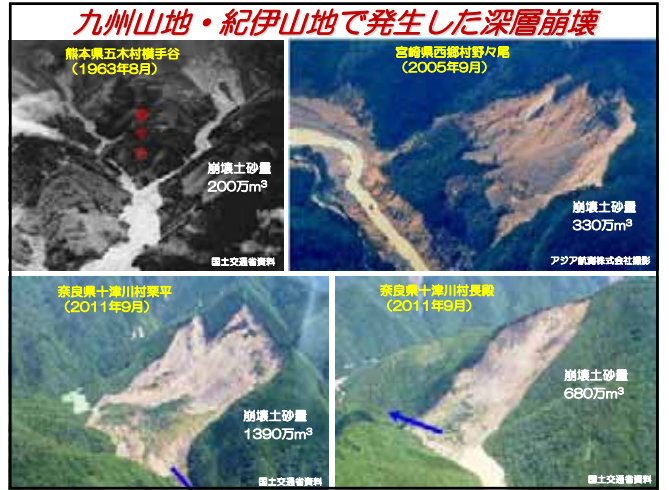 九州山地・紀伊山地で発生した深層崩壊
熊本県五木村横手谷
（1963年8月）
崩壊土砂量
200万m³
国土交通省資料
宮崎県西郷村野々尾
（2005年9月）
崩壊土砂量
330万m³
アジア航測株式会社撮影
奈良県十津川村栗平
（2011年9月）
崩壊土砂量
1390万m³
国土交通省資料
奈良県十津川村長殿
（2011年9月）
崩壊土砂量
680万m³
国土交通省資料